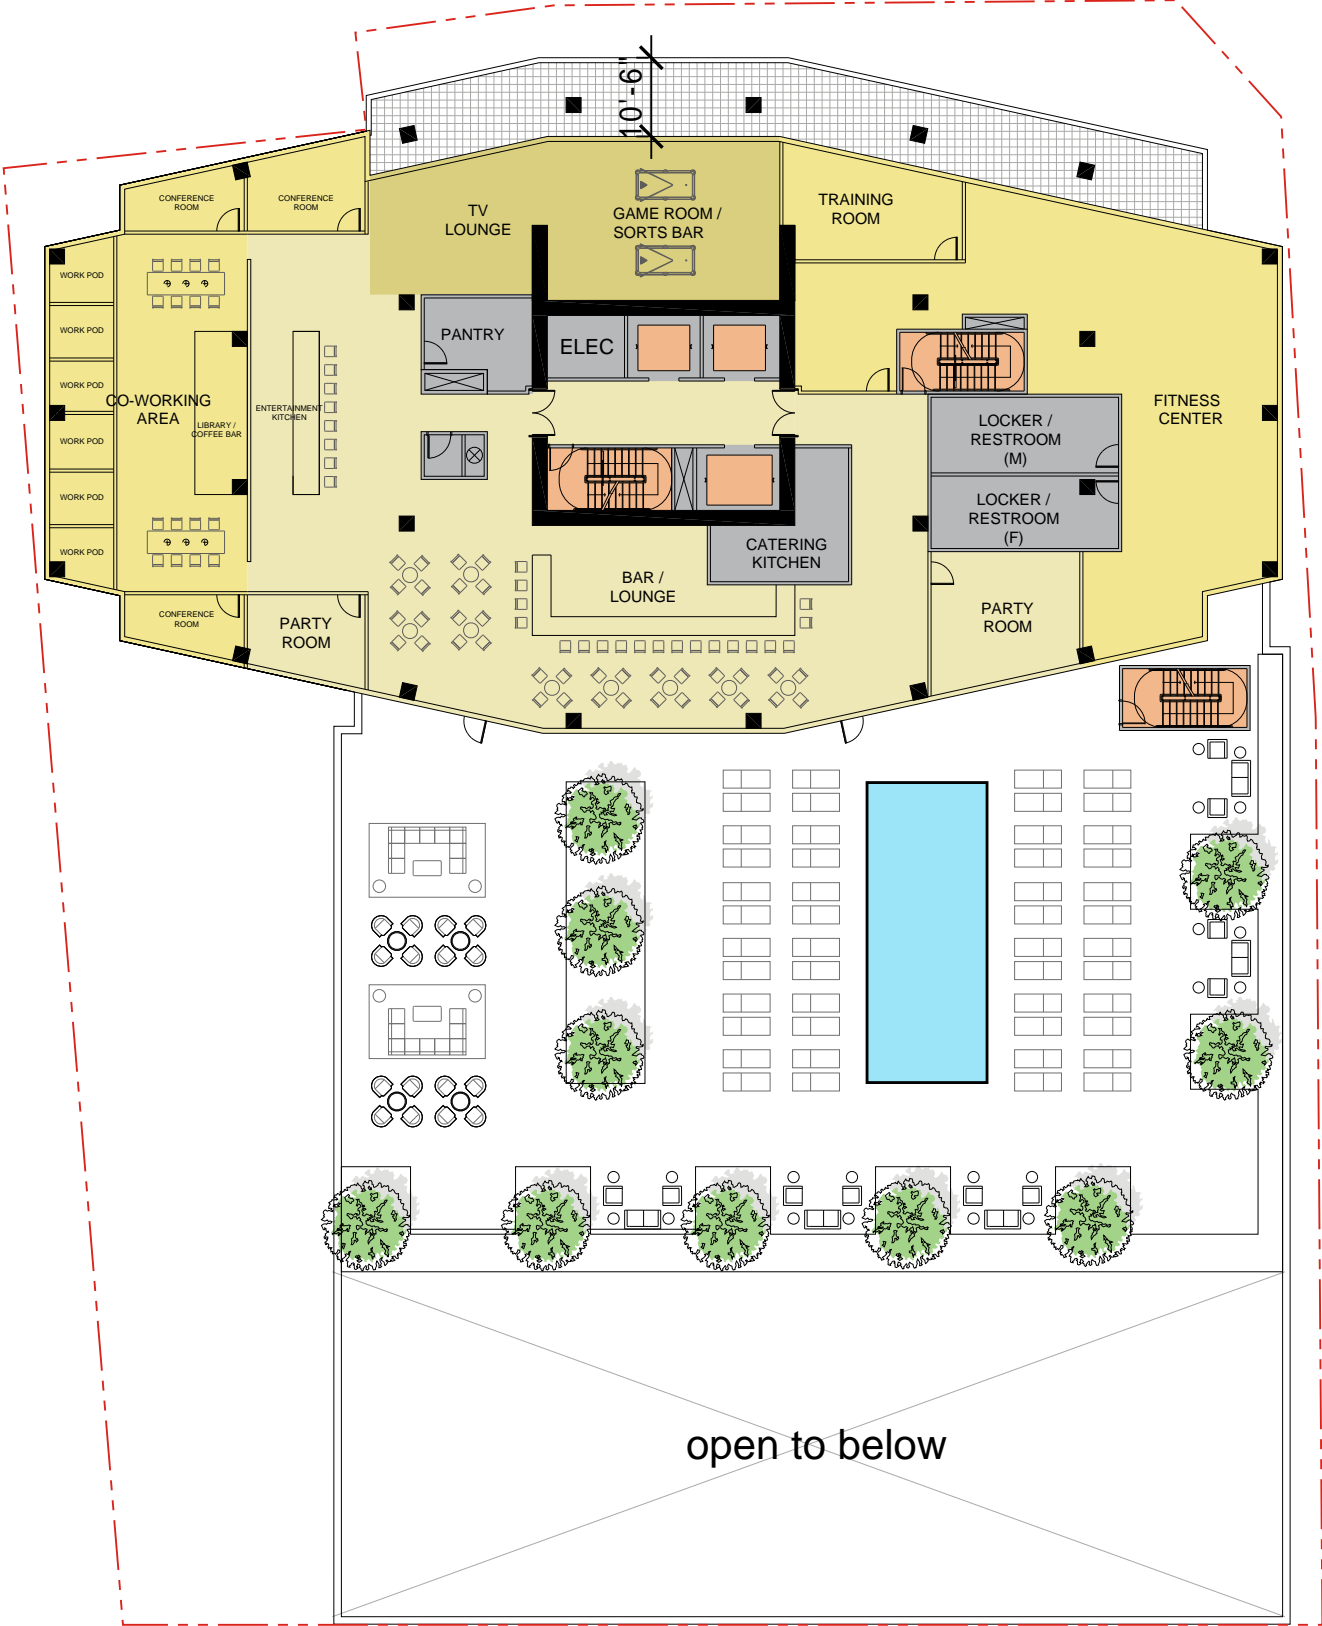 10'-6"
CONFERENCE
ROOM
CONFERENCE
ROOM
TV
LOUNGE
GAME ROOM /
SORTS BAR
TRAINING
ROOM
WORK POD
WORK POD
WORK POD
WORK POD
WORK POD
WORK POD
PANTRY
ELEC
CO-WORKING
AREA
LIBRARY /
COFFEE BAR
ENTERTAINMENT
KITCHEN
FITNESS
CENTER
LOCKER /
RESTROOM
(M)
LOCKER /
RESTROOM
(F)
CATERING
KITCHEN
BAR /
LOUNGE
CONFERENCE
ROOM
PARTY
ROOM
PARTY
ROOM
open to below